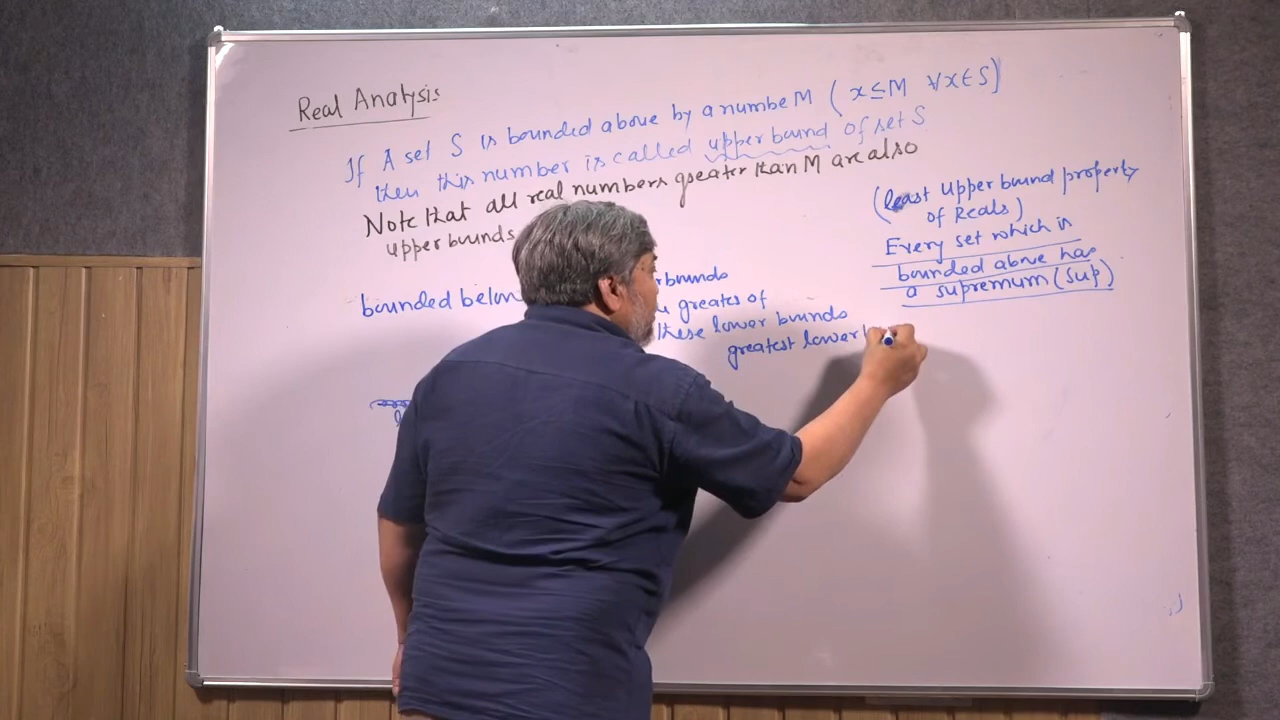 Real Analysis
If A set S is bounded above by a numbe M ( x ≤ M ∀ x ∈ S )
then this number is called upper bound of set S
Note that all real numbers greater than M are also
upper bounds
(least Upper bound property
of Reals)
Every set which is
bounded above has
a supremum (sup)
bounded below
bounds
greates of
these lower bounds
greatest lower